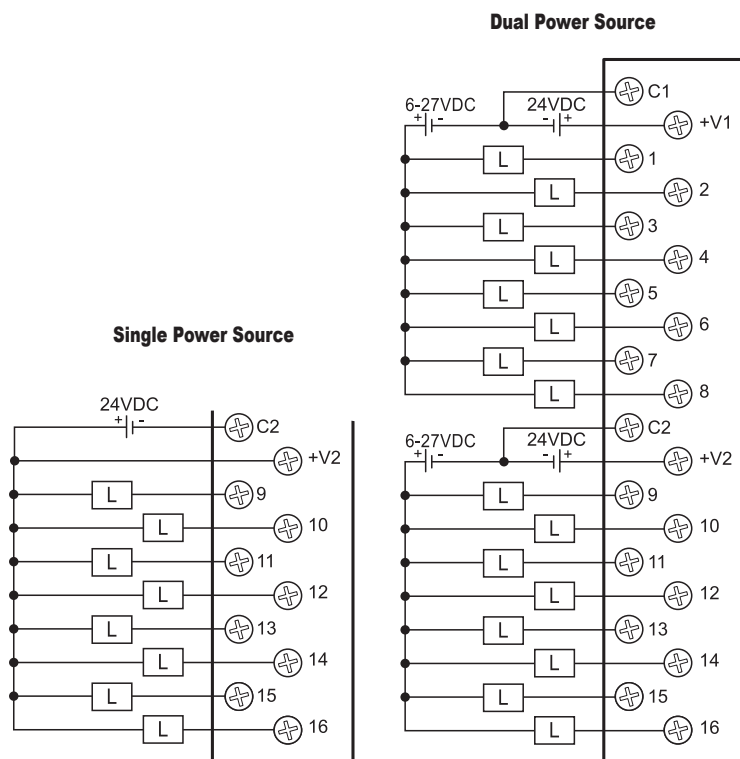 Dual Power Source
C1
6-27VDC 24VDC
+ - - + +V1
L 1
L 2
L 3
L 4
L 5
L 6
L 7
L 8
C2
6-27VDC 24VDC
+ - - + +V2
L 9
L 10
L 11
L 12
L 13
L 14
L 15
L 16
Single Power Source
24VDC
+ - C2
+V2
L 9
L 10
L 11
L 12
L 13
L 14
L 15
L 16